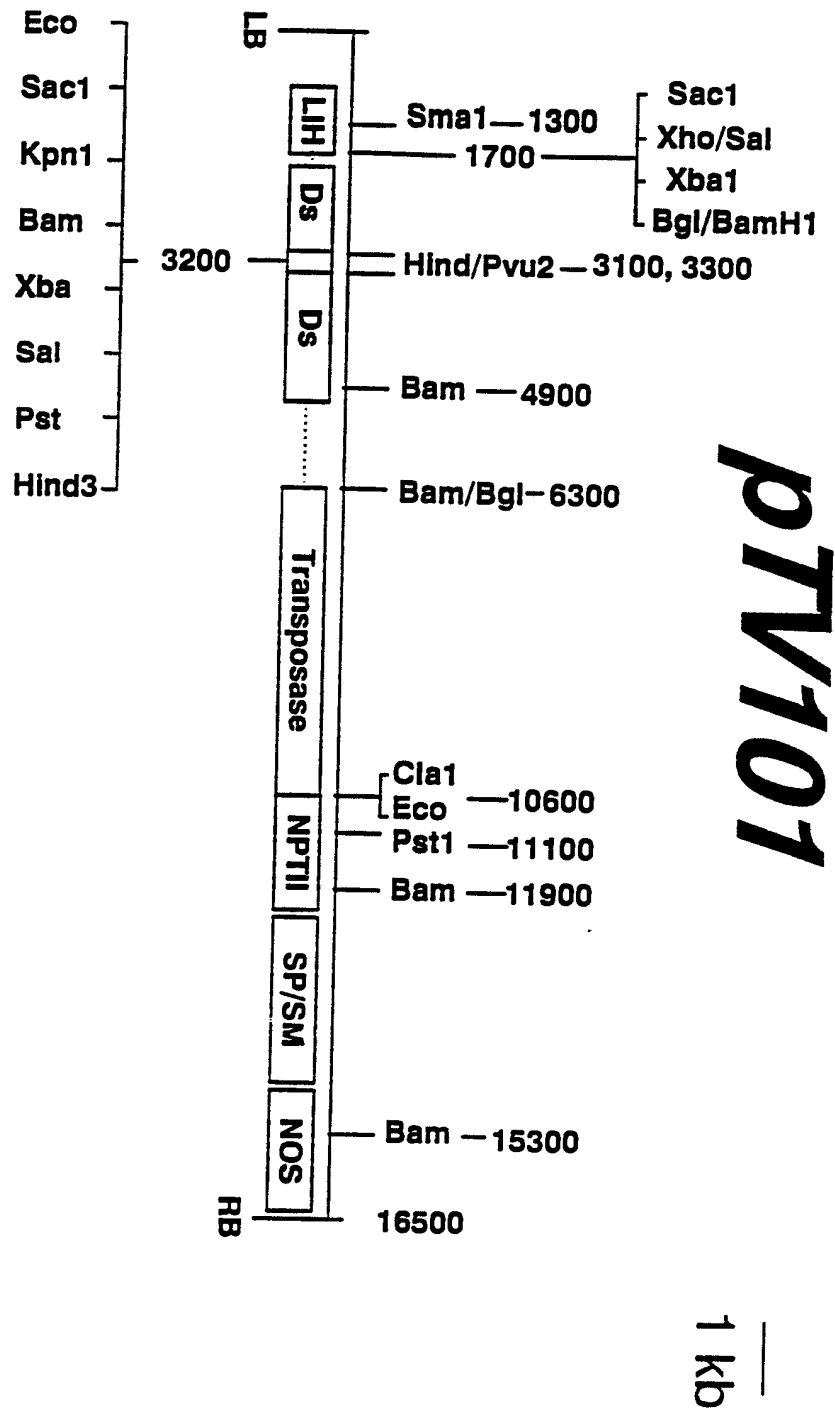 pTV101
LB
Eco
Sac1
Kpn1
Bam
Xba
Sal
Pst
Hind3
3200
LIH
Ds
Ds
Transposase
NPTII
SP/SM
NOS
RB
Sma1—1300
1700
Sac1
Xho/Sal
Xba1
Bgl/BamH1
Hind/Pvu2—3100, 3300
Bam—4900
Bam/Bgl-6300
Cla1
Eco
—10600
Pst1—11100
Bam—11900
Bam—15300
16500
1 kb